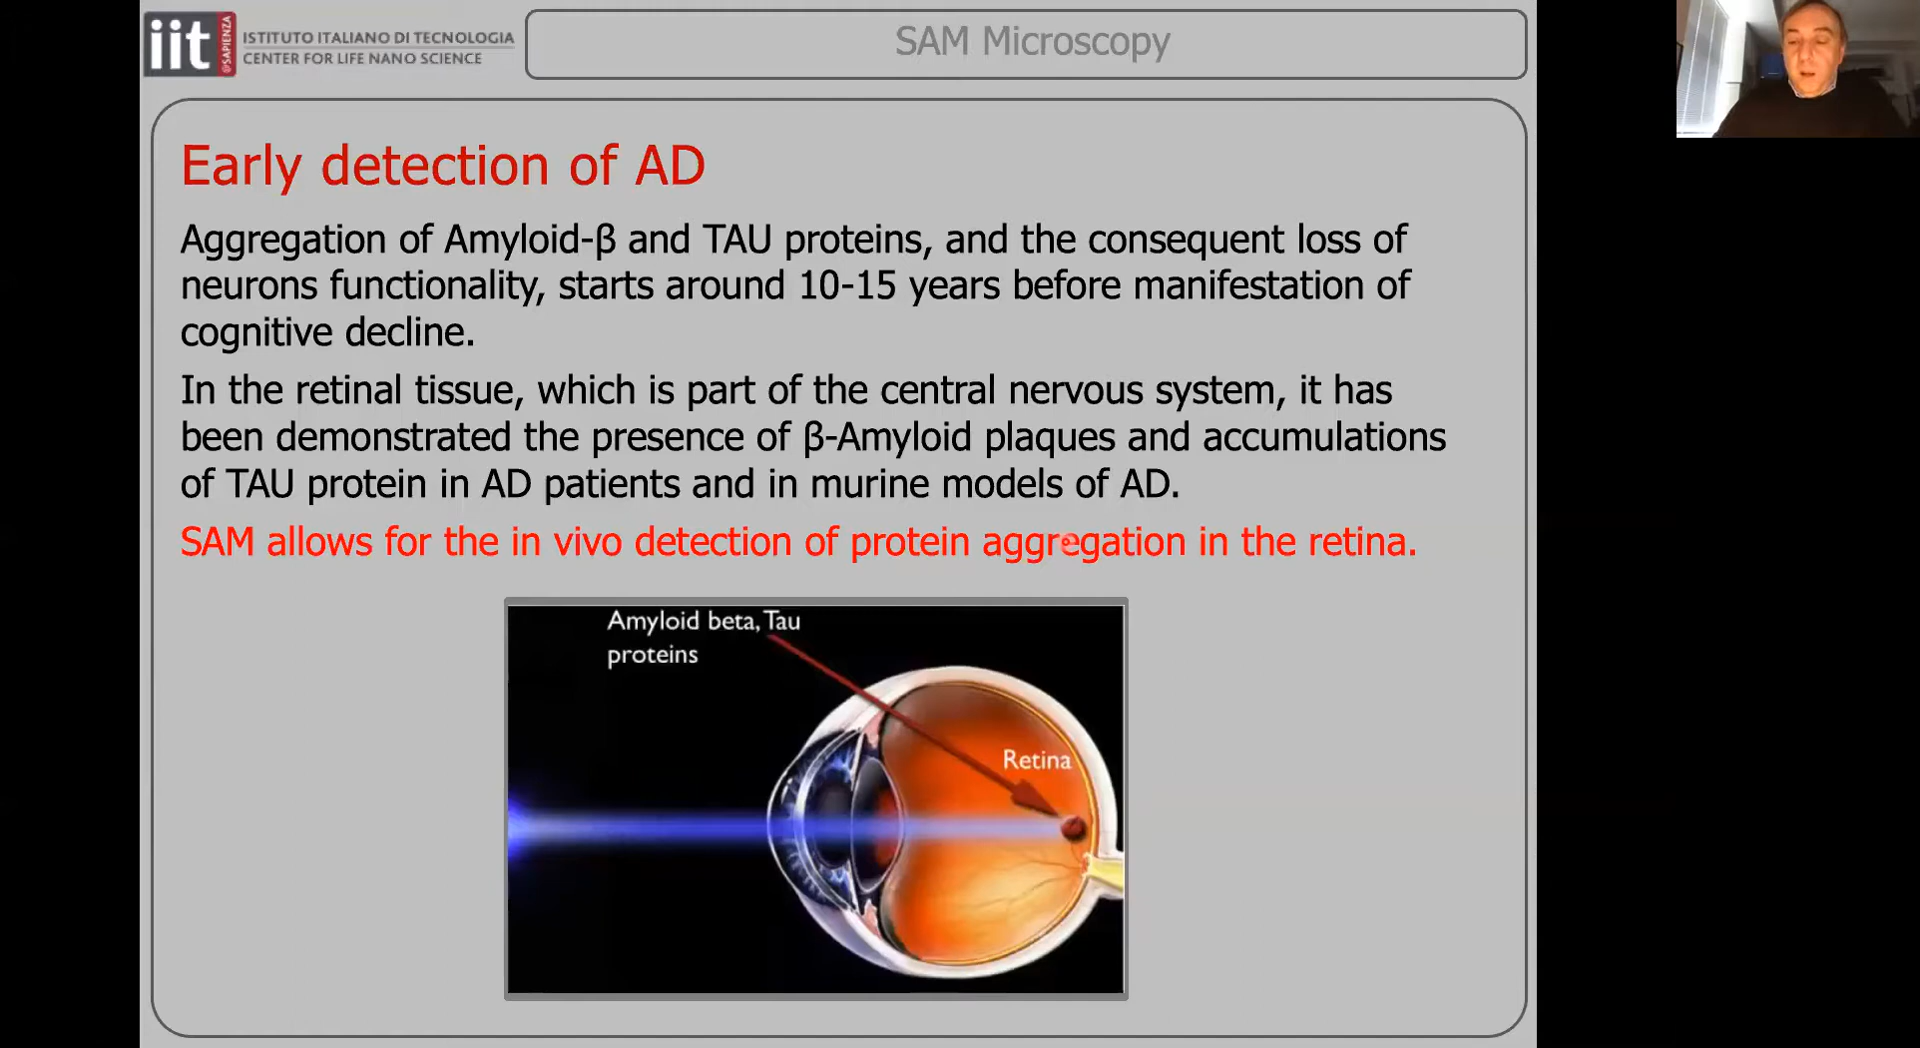 iit
@SAPIENZA
ISTITUTO ITALIANO DI TECNOLOGIA
CENTER FOR LIFE NANO SCIENCE
SAM Microscopy
Early detection of AD
Aggregation of Amyloid-β and TAU proteins, and the consequent loss of
neurons functionality, starts around 10-15 years before manifestation of
cognitive decline.
In the retinal tissue, which is part of the central nervous system, it has
been demonstrated the presence of β-Amyloid plaques and accumulations
of TAU protein in AD patients and in murine models of AD.
SAM allows for the in vivo detection of protein aggregation in the retina.
Amyloid beta, Tau
proteins
Retina